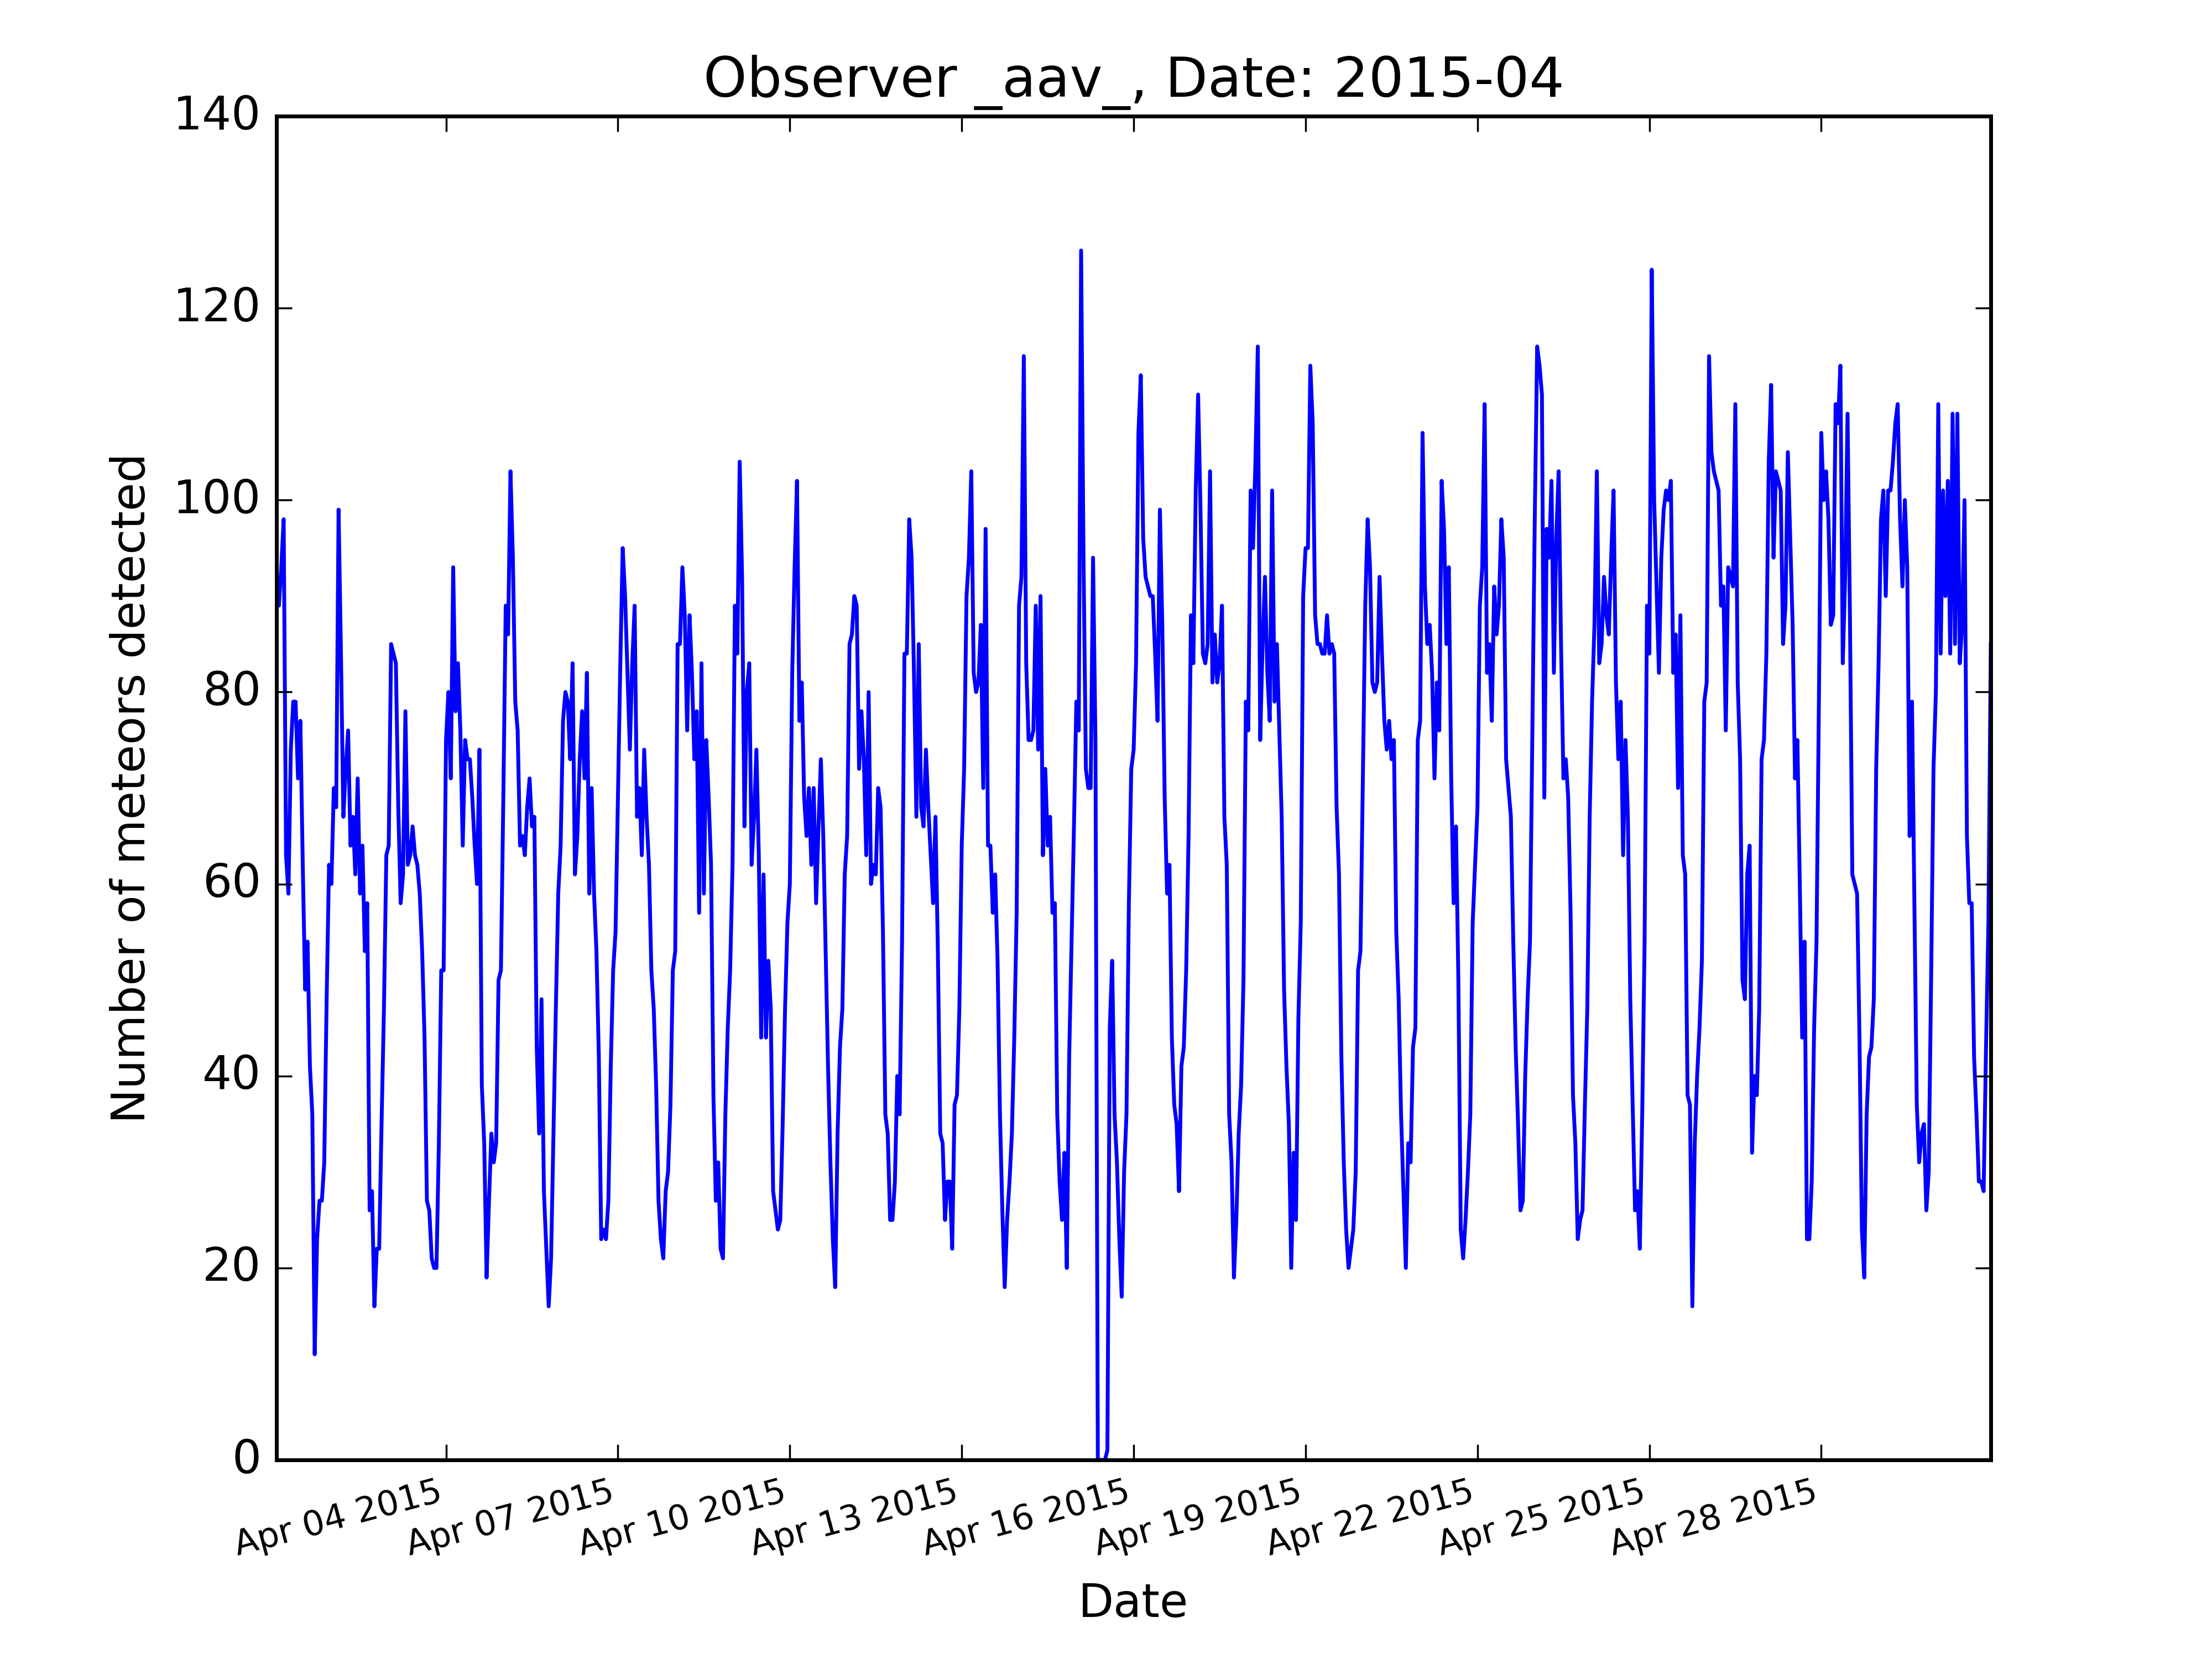 Observer _aav_, Date: 2015-04
140
120
100
80
60
40
20
0
Number of meteors detected
Apr 04 2015
Apr 07 2015
Apr 10 2015
Apr 13 2015
Apr 16 2015
Apr 19 2015
Apr 22 2015
Apr 25 2015
Apr 28 2015
Date